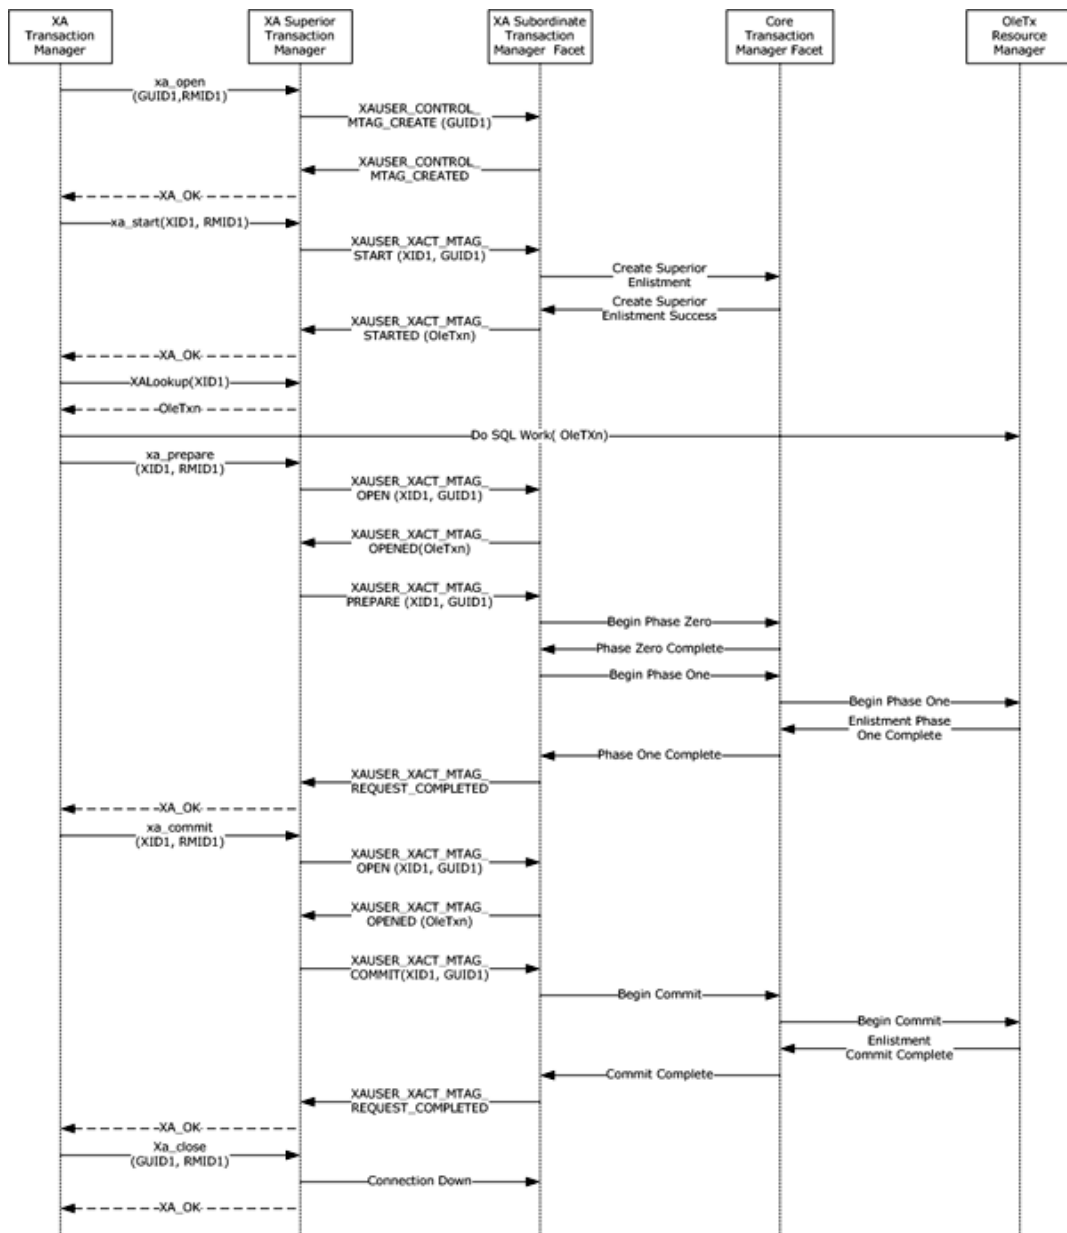 XA
Transaction
Manager
XA Superior
Transaction
Manager
XA Subordinate
Transaction
Manager Facet
Core
Transaction
Manager Facet
OleTx
Resource
Manager
xa_open
(GUID1,RMID1)
XAUSER_CONTROL_
MTAG_CREATE (GUID1)
XAUSER_CONTROL_
MTAG_CREATED
XA_OK
xa_start(XID1, RMID1)
XAUSER_XACT_MTAG_
START (XID1, GUID1)
Create Superior
Enlistment
Create Superior
Enlistment Success
XAUSER_XACT_MTAG_
STARTED (OleTxn)
XA_OK
XALookup(XID1)
OleTxn
Do SQL Work( OleTXn)
xa_prepare
(XID1, RMID1)
XAUSER_XACT_MTAG_
OPEN (XID1, GUID1)
XAUSER_XACT_MTAG_
OPENED(OleTxn)
XAUSER_XACT_MTAG_
PREPARE (XID1, GUID1)
Begin Phase Zero
Phase Zero Complete
Begin Phase One
Begin Phase One
Enlistment Phase
One Complete
Phase One Complete
XAUSER_XACT_MTAG_
REQUEST_COMPLETED
XA_OK
xa_commit
(XID1, RMID1)
XAUSER_XACT_MTAG_
OPEN (XID1, GUID1)
XAUSER_XACT_MTAG_
OPENED (OleTxn)
XAUSER_XACT_MTAG_
COMMIT(XID1, GUID1)
Begin Commit
Begin Commit
Enlistment
Commit Complete
Commit Complete
XAUSER_XACT_MTAG_
REQUEST_COMPLETED
XA_OK
Xa_close
(GUID1, RMID1)
Connection Down
XA_OK